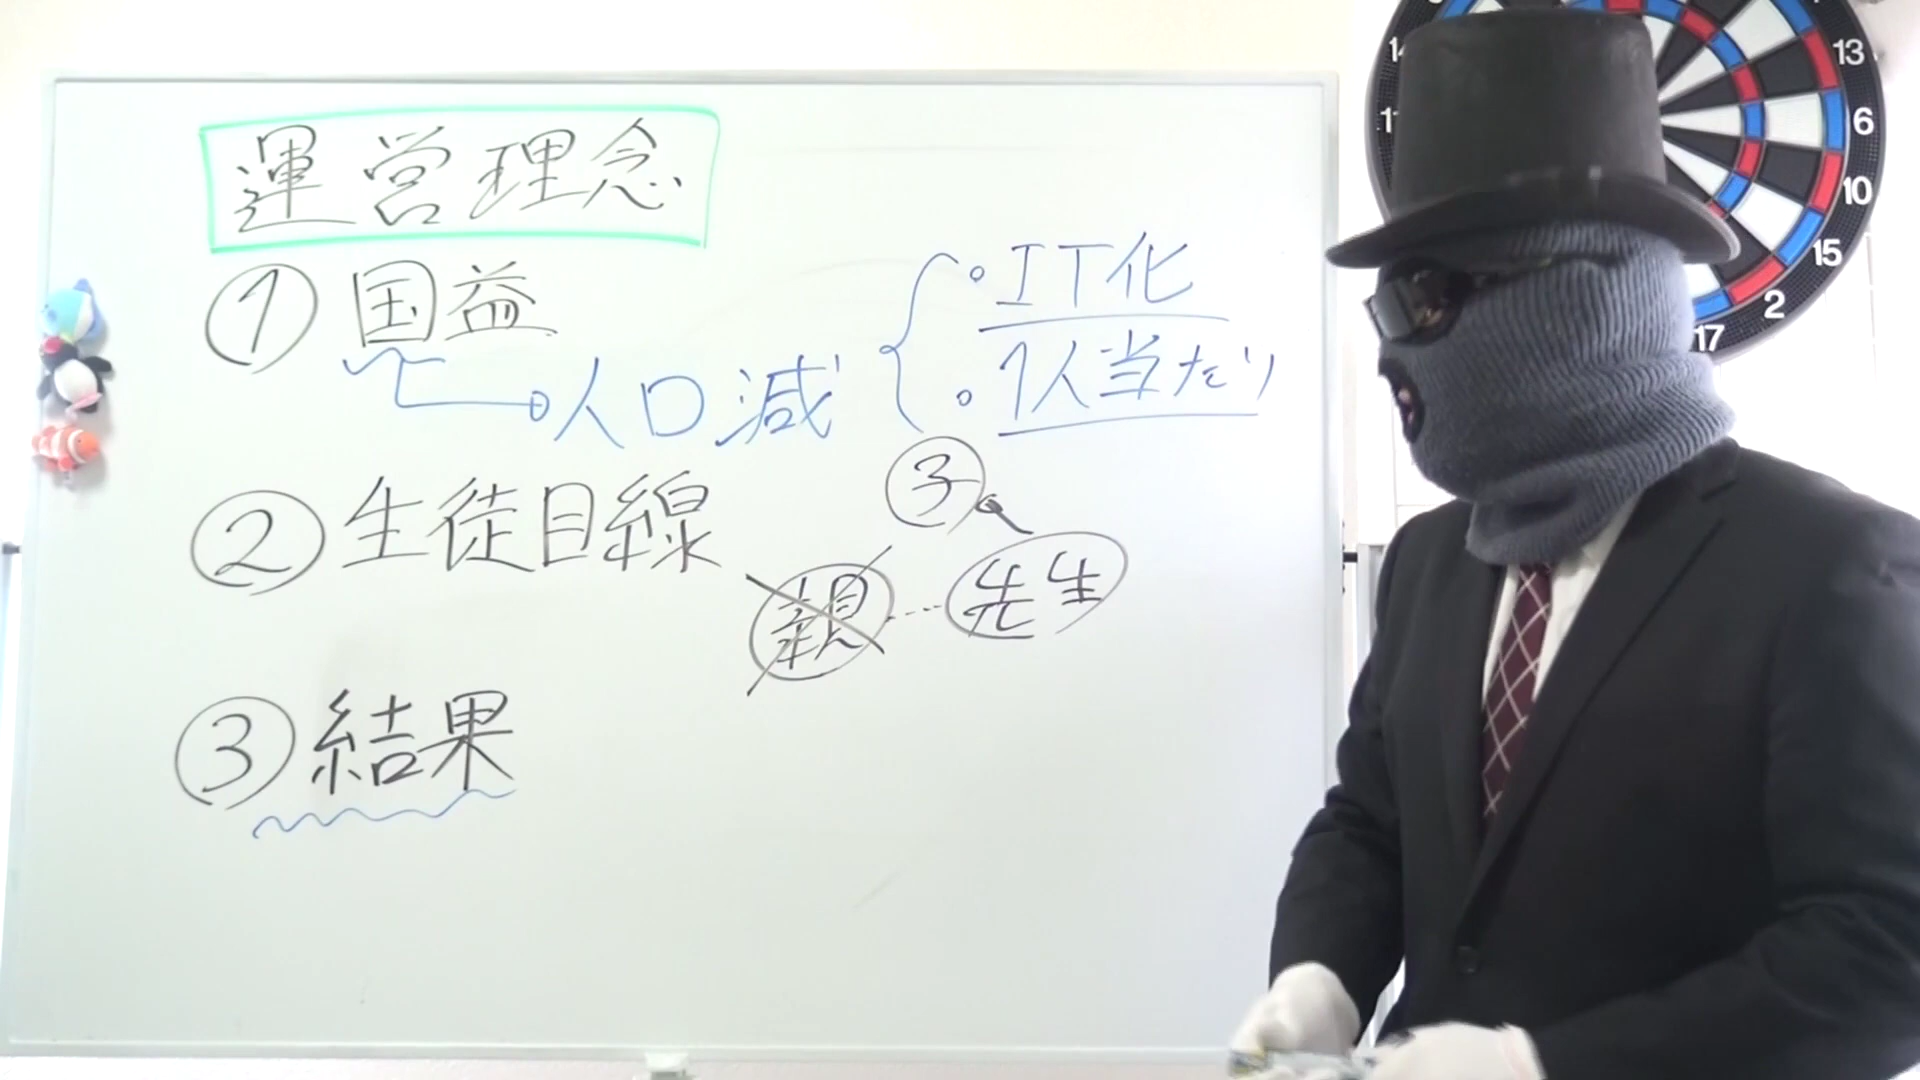 運営理念
① 国益
人口減
・IT化
・1人当たり
② 生徒目線
子
親
先生
③ 結果
13
6
10
15
2
17